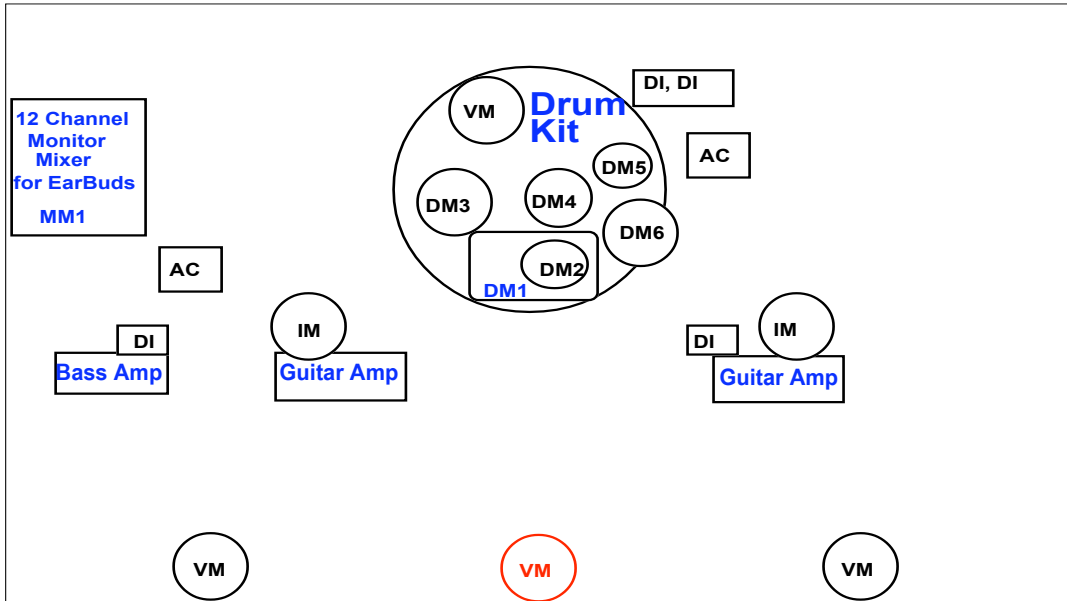 12 Channel
Monitor
Mixer
for EarBuds
MM1
VM
Drum
Kit
DI, DI
AC
DM5
DM3
DM4
DM6
DM2
DM1
AC
DI
Bass Amp
IM
Guitar Amp
DI
IM
Guitar Amp
VM
VM
VM